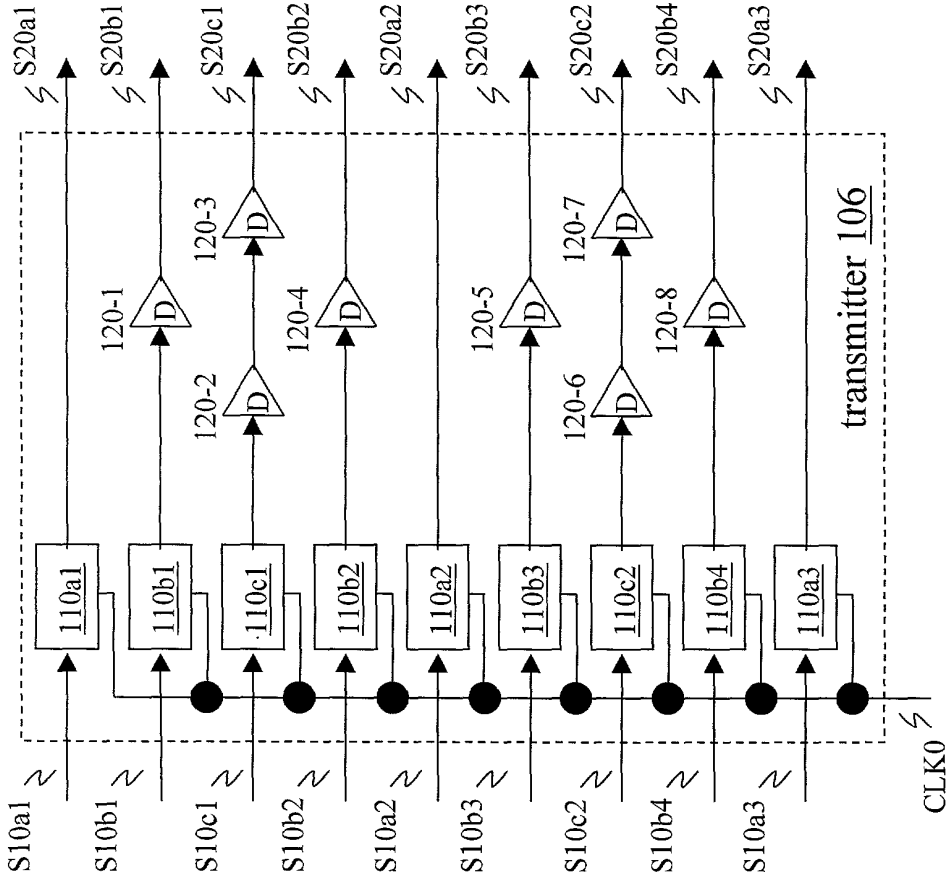 S10a1
110a1
S20a1
S10b1
110b1
120-1
D
S20b1
S10c1
110c1
120-2
D
120-3
D
S20c1
S10b2
110b2
120-4
D
S20b2
S10a2
110a2
S20a2
S10b3
110b3
120-5
D
S20b3
S10c2
110c2
120-6
D
120-7
D
S20c2
S10b4
110b4
120-8
D
S20b4
S10a3
110a3
S20a3
transmitter 106
CLK0